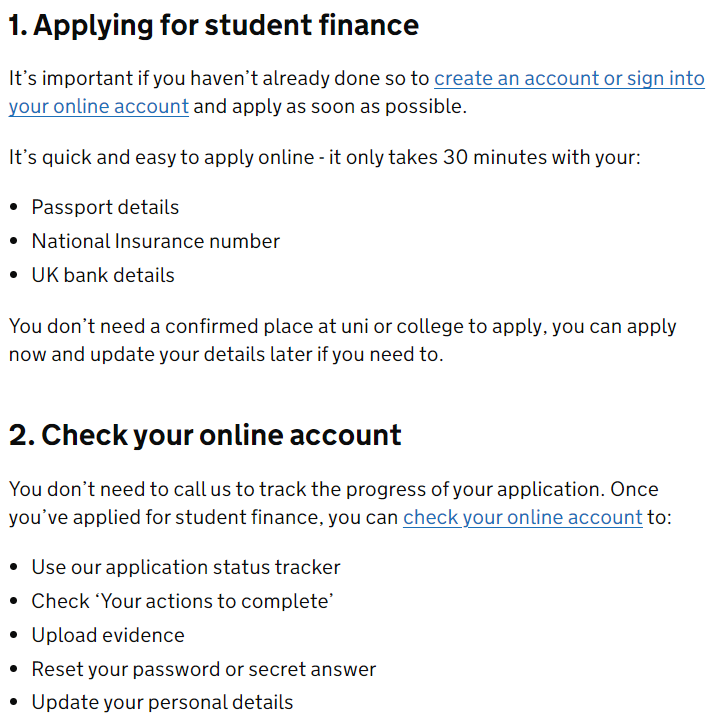 1. Applying for student finance
It’s important if you haven’t already done so to create an account or sign into
your online account and apply as soon as possible.
It’s quick and easy to apply online - it only takes 30 minutes with your:
• Passport details
• National Insurance number
• UK bank details
You don’t need a confirmed place at uni or college to apply, you can apply
now and update your details later if you need to.
2. Check your online account
You don’t need to call us to track the progress of your application. Once
you’ve applied for student finance, you can check your online account to:
• Use our application status tracker
• Check ‘Your actions to complete’
• Upload evidence
• Reset your password or secret answer
• Update your personal details